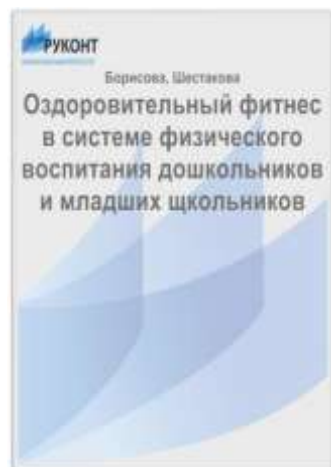 РУКОНТ
Борисова, Шестакова
Оздоровительный фитнес
в системе физического
воспитания дошкольников
и младших щкольников